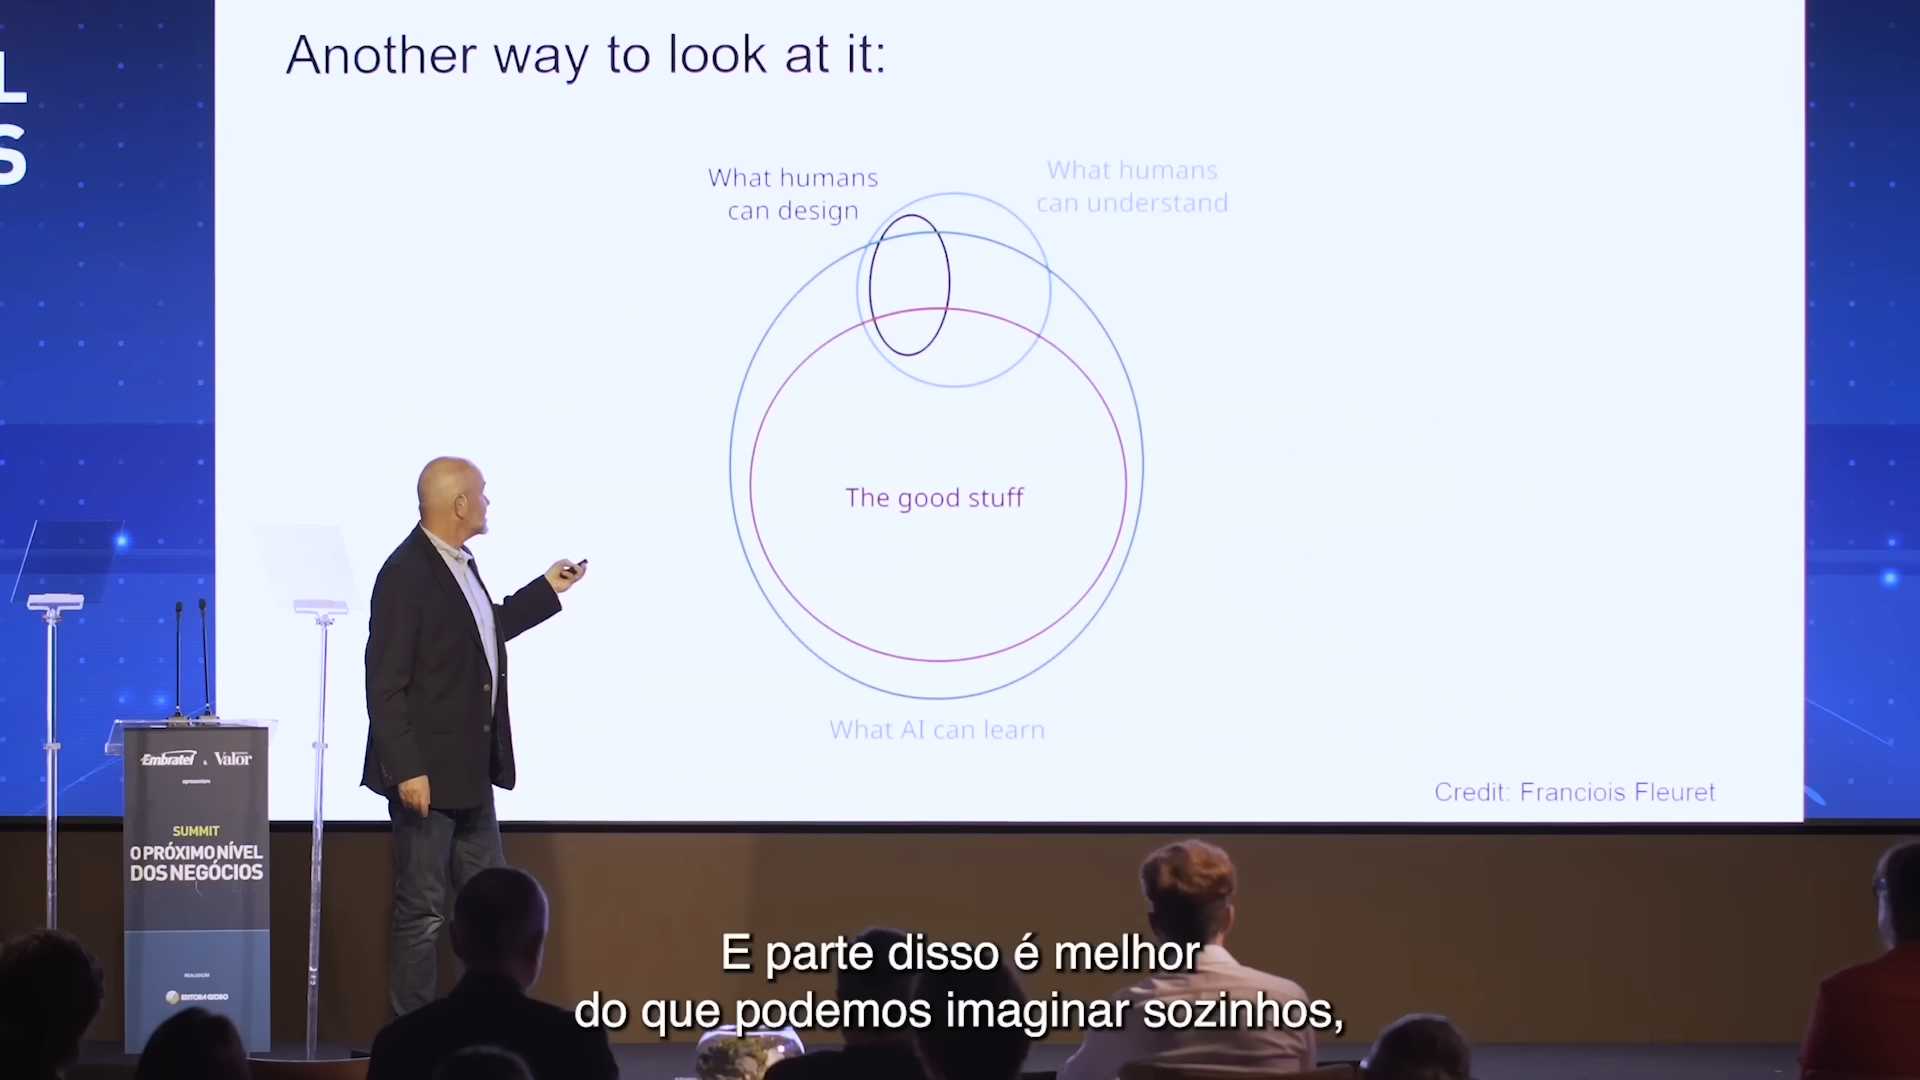 L
S
Another way to look at it:
What humans
can design
What humans
can understand
The good stuff
What AI can learn
Credit: Franciois Fleuret
Embratel & Valor
apresentam
SUMMIT
O PRÓXIMO NÍVEL
DOS NEGÓCIOS
REALIZAÇÃO
EDITORA GLOBO
E parte disso é melhor
do que podemos imaginar sozinhos,